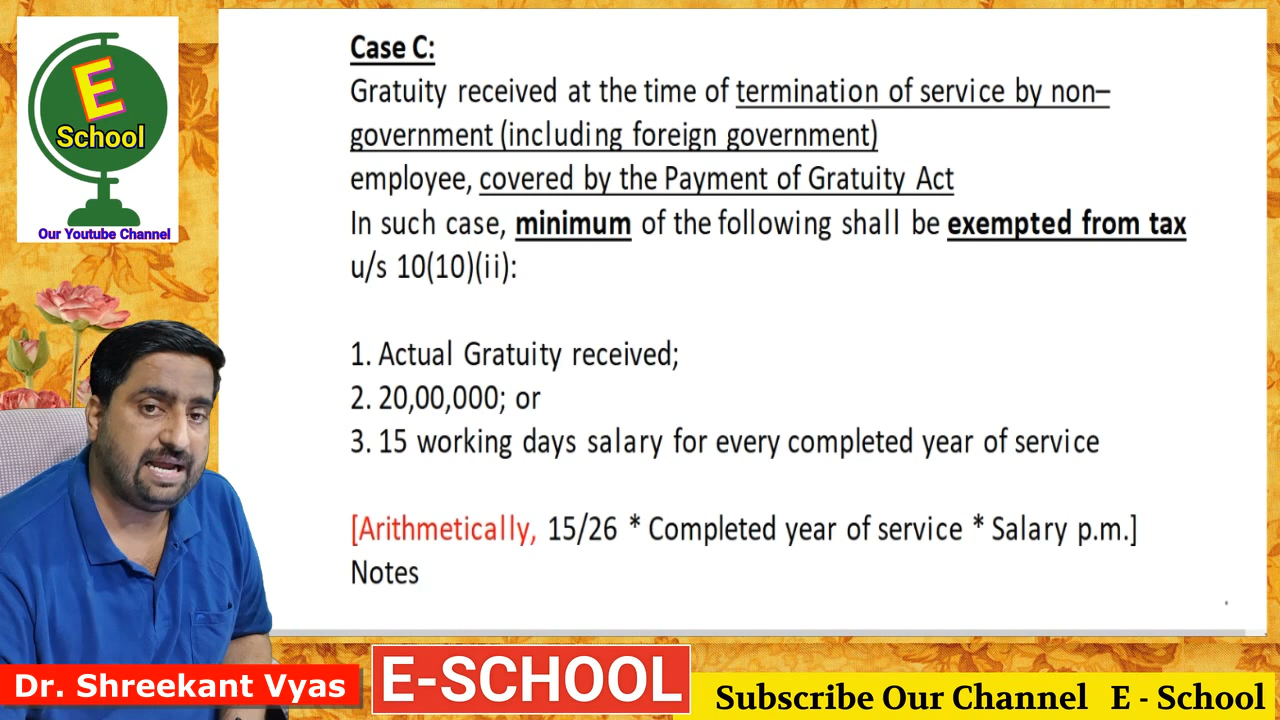 E
School
Our Youtube Channel
Case C:
Gratuity received at the time of termination of service by non–
government (including foreign government)
employee, covered by the Payment of Gratuity Act
In such case, minimum of the following shall be exempted from tax
u/s 10(10)(ii):
1. Actual Gratuity received;
2. 20,00,000; or
3. 15 working days salary for every completed year of service
[Arithmetically, 15/26 * Completed year of service * Salary p.m.]
Notes
Dr. Shreekant Vyas
E-SCHOOL
Subscribe Our Channel E - School